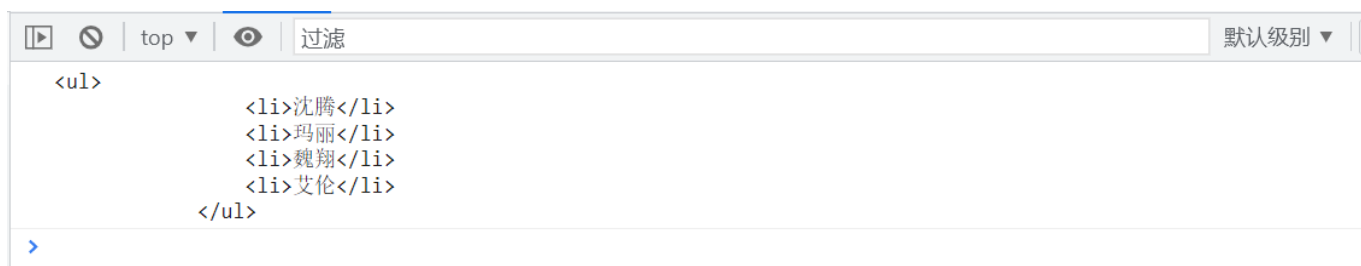 top ▼ 过滤 默认级别 ▼
<ul>
<li>沈腾</li>
<li>玛丽</li>
<li>魏翔</li>
<li>艾伦</li>
</ul>